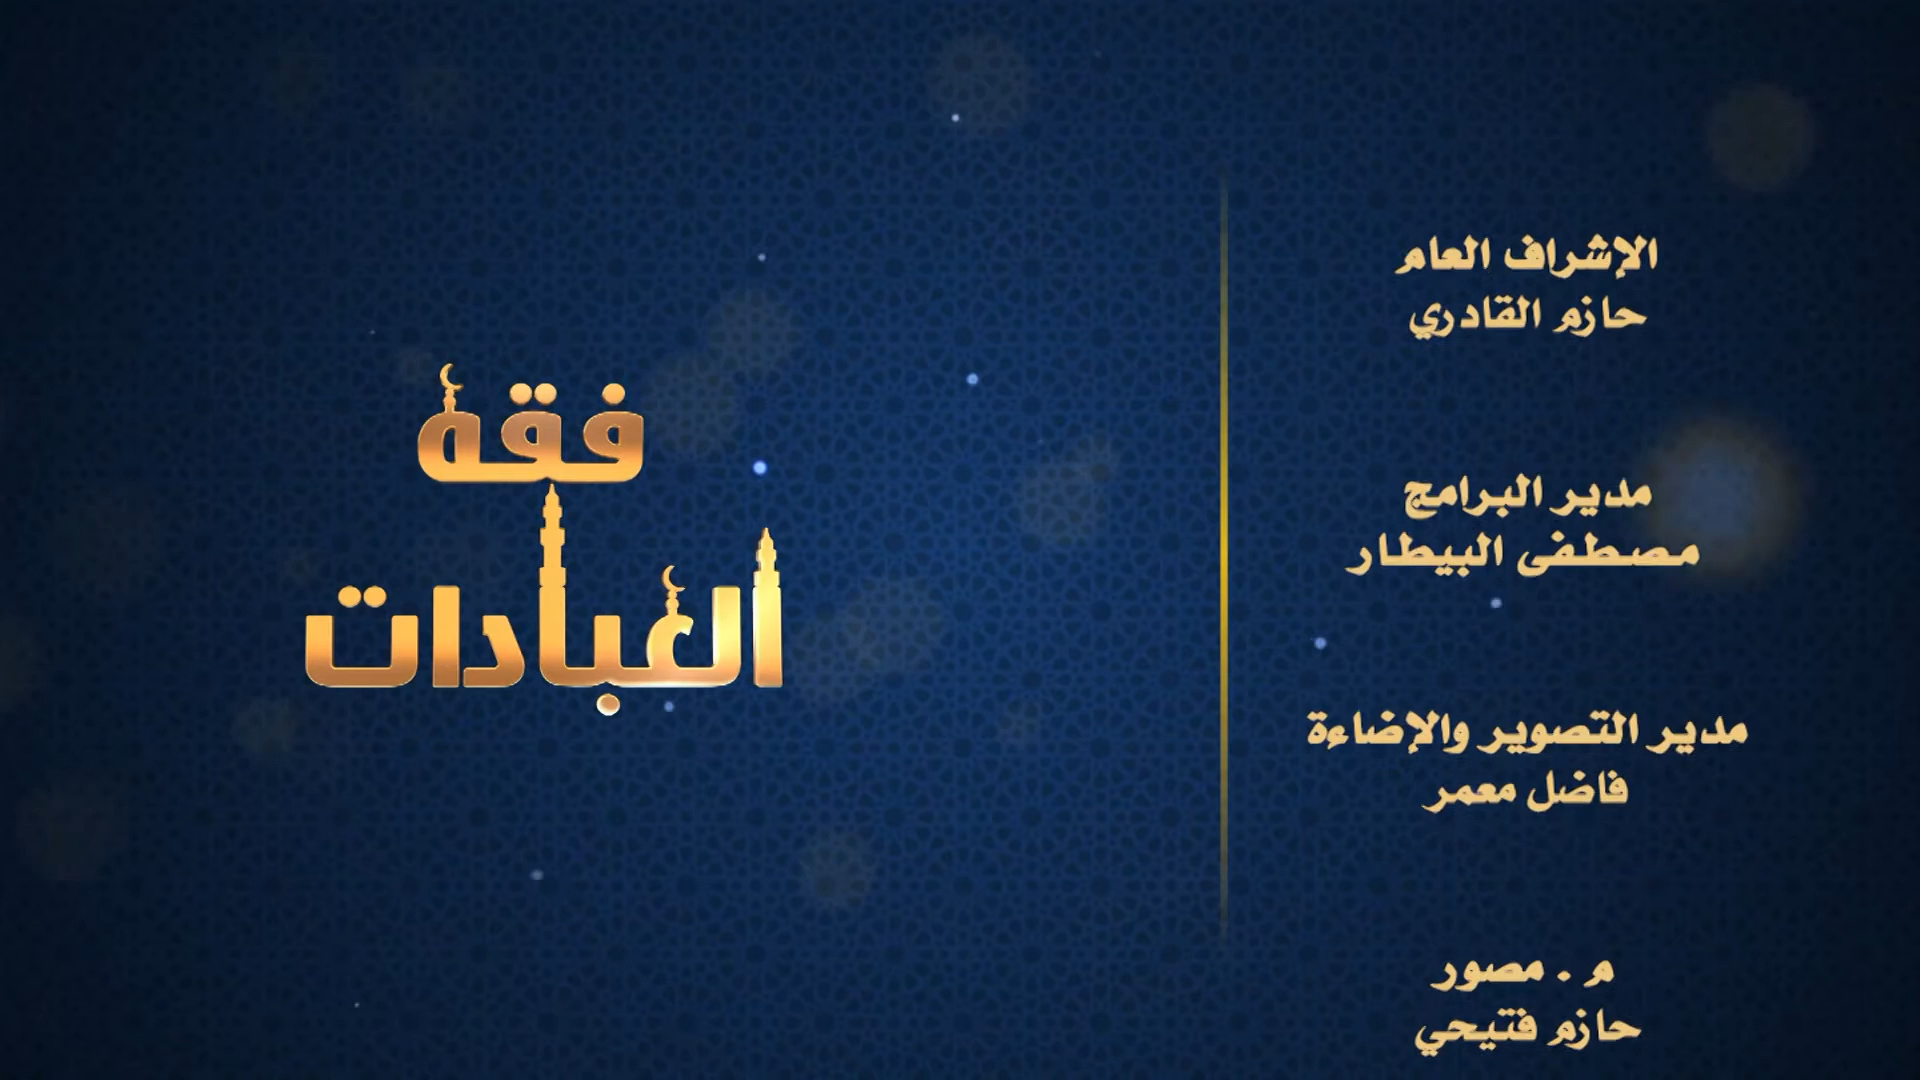 فقه
العبادات
الإشراف العام
حازم القادري
مدير البرامج
مصطفى البيطار
مدير التصوير والإضاءة
فاضل معمر
م . مصور
حازم فتيحي